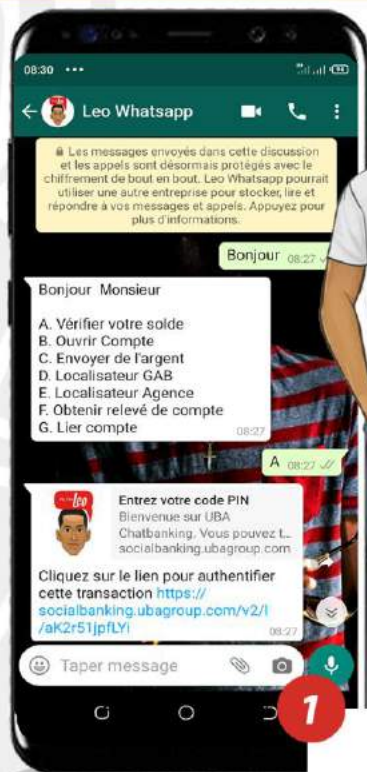 08:30
Leo Whatsapp
Les messages envoyés dans cette discussion
et les appels sont désormais protégés avec le
chiffrement de bout en bout. Leo Whatsapp pourrait
utiliser une autre entreprise pour stocker, lire et
répondre à vos messages et appels. Appuyez pour
plus d'informations.
Bonjour 08:27
Bonjour Monsieur
A. Vérifier votre solde
B. Ouvrir Compte
C. Envoyer de l'argent
D. Localisateur GAB
E. Localisateur Agence
F. Obtenir relevé de compte
G. Lier compte 08:27
A 08:27
Leo
Entrez votre code PIN
Bienvenue sur UBA
Chatbanking. Vous pouvez t...
socialbanking.ubagroup.com
Cliquez sur le lien pour authentifier
cette transaction https://
socialbanking.ubagroup.com/v2/l
/aK2r51jpfLYi 08:27
Taper message
1